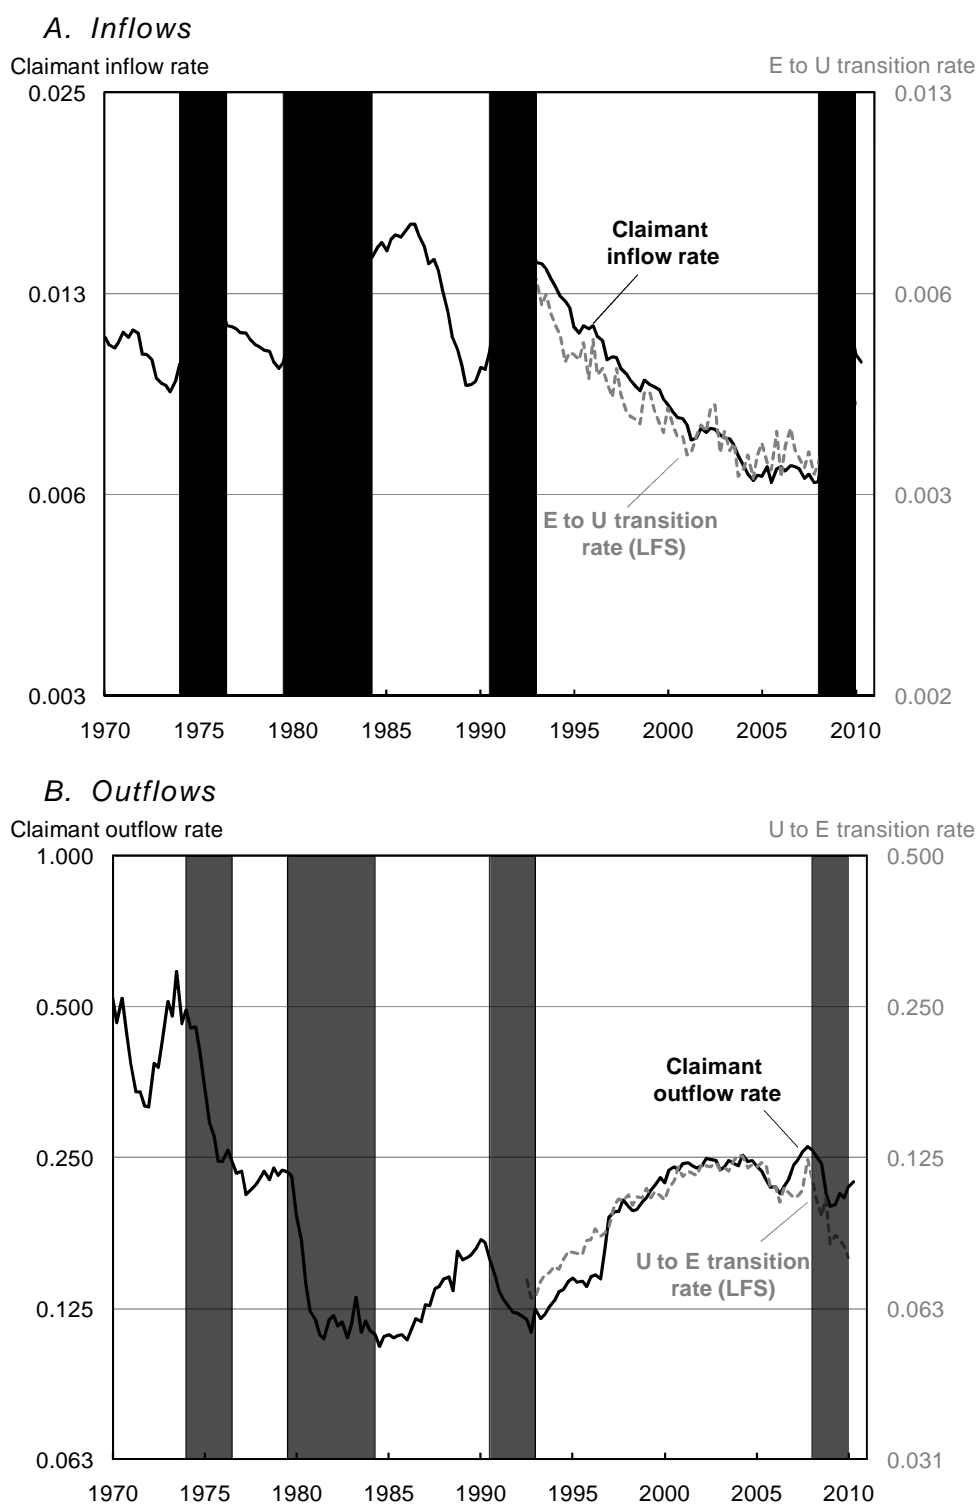 A. Inflows
Claimant inflow rate
E to U transition rate
0.025
0.013
Claimant
inflow rate
0.013
0.006
0.006
0.003
E to U transition
rate (LFS)
0.003
0.002
1970 1975 1980 1985 1990 1995 2000 2005 2010
B. Outflows
Claimant outflow rate
U to E transition rate
1.000
0.500
0.500
0.250
Claimant
outflow rate
0.250
0.125
U to E transition
rate (LFS)
0.125
0.063
0.063
0.031
1970 1975 1980 1985 1990 1995 2000 2005 2010